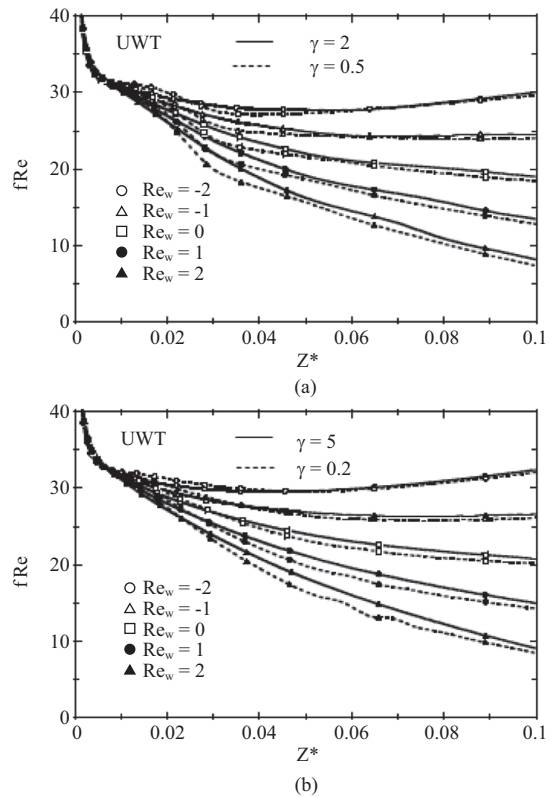 40
UWT
γ = 2
γ = 0.5
30
fRe
20
Re_w = -2
Re_w = -1
Re_w = 0
10
Re_w = 1
Re_w = 2
0
0 0.02 0.04 0.06 0.08 0.1
Z*
(a)
40
UWT
γ = 5
γ = 0.2
30
fRe
20
Re_w = -2
Re_w = -1
Re_w = 0
10
Re_w = 1
Re_w = 2
0
0 0.02 0.04 0.06 0.08 0.1
Z*
(b)